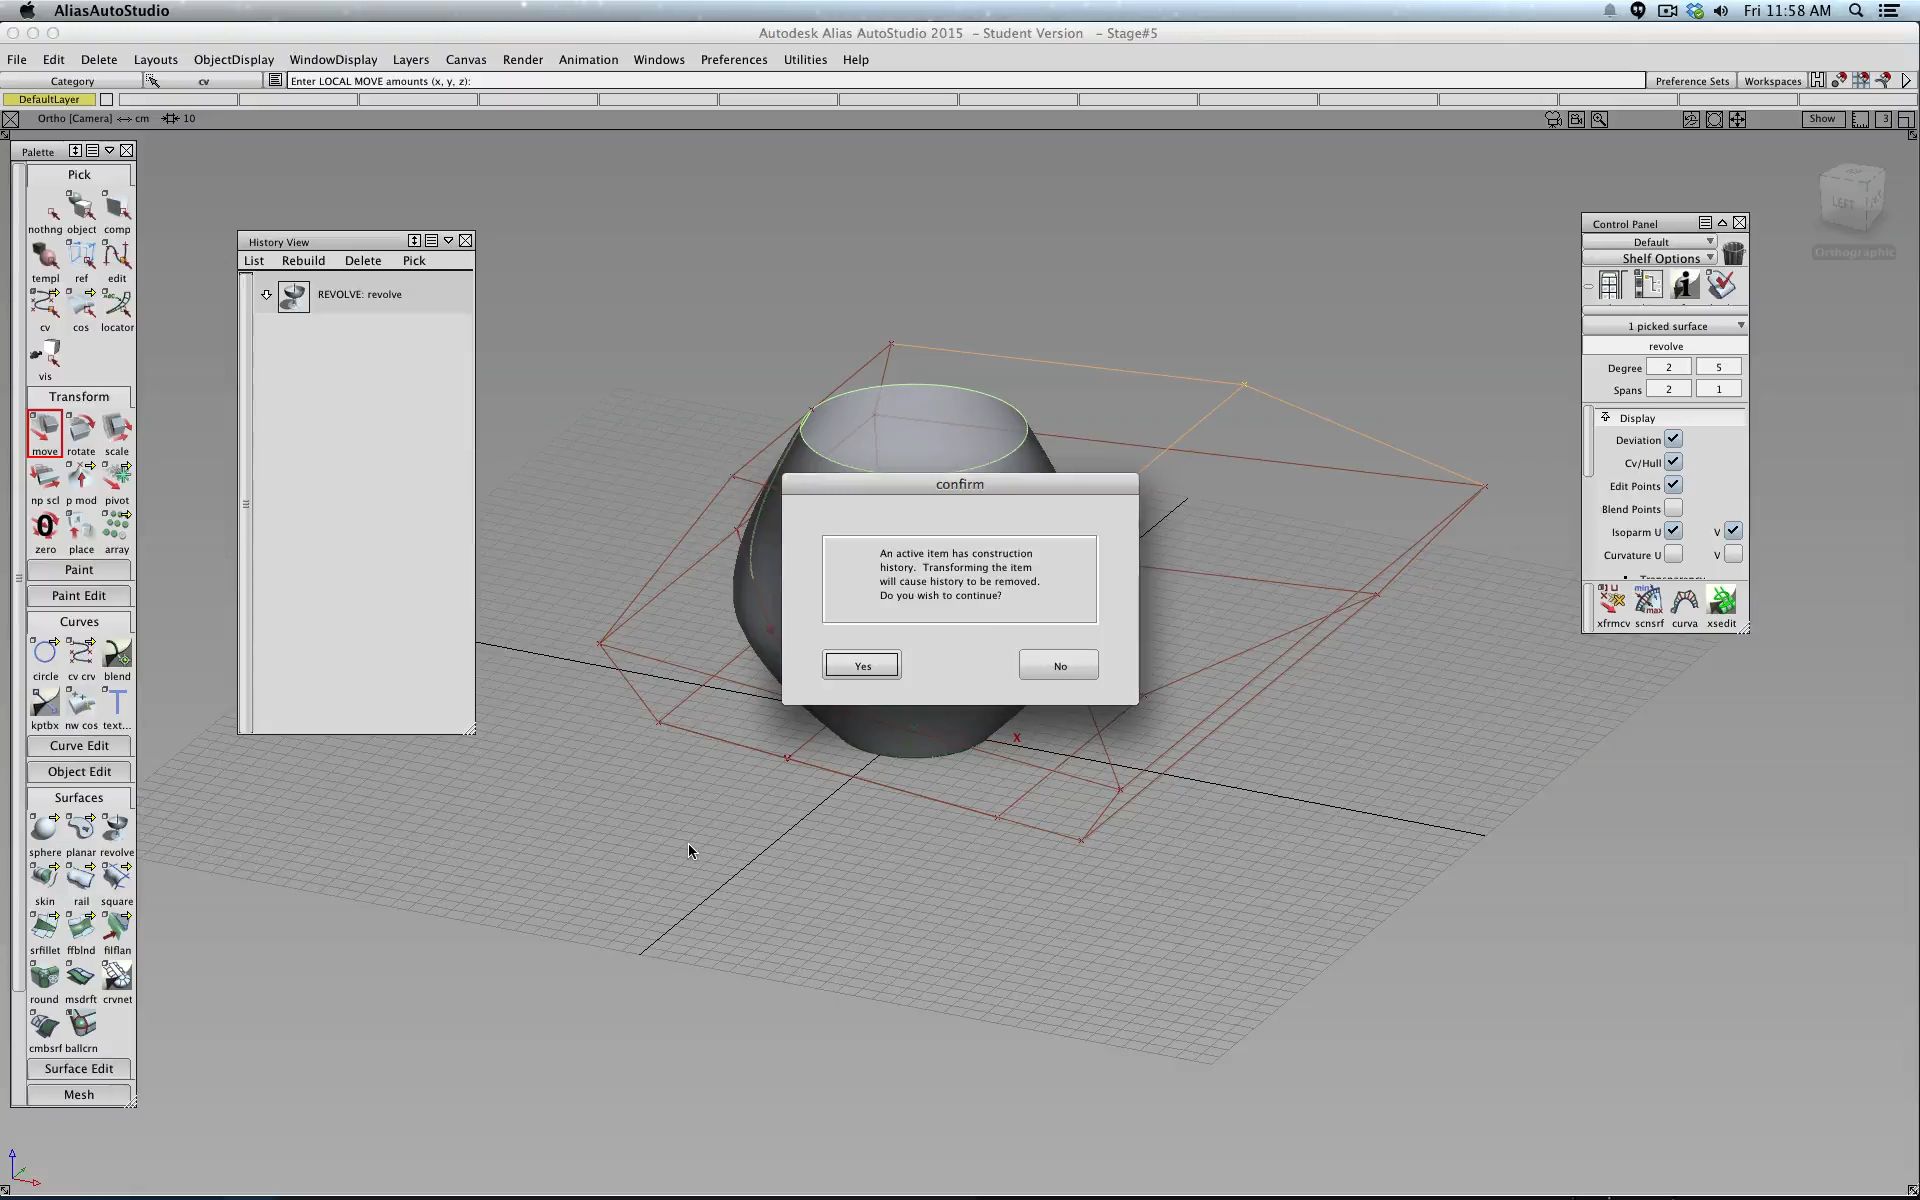 AliasAutoStudio
Fri 11:58 AM
Autodesk Alias AutoStudio 2015 - Student Version - Stage#5
File Edit Delete Layouts ObjectDisplay WindowDisplay Layers Canvas Render Animation Windows Preferences Utilities Help
Category cv Enter LOCAL MOVE amounts (x, y, z): Preference Sets Workspaces
DefaultLayer
Ortho [Camera] cm 10 Show 3
Palette
Pick
nothng object comp
templ ref edit
cv cos locator
vis
Transform
move rotate scale
np scl p mod pivot
zero place array
Paint
Paint Edit
Curves
circle cv crv blend
kptbx nw cos text...
Curve Edit
Object Edit
Surfaces
sphere planar revolve
skin rail square
srfillet ffblnd filflan
round msdrft crvnet
cmbsrf ballcrn
Surface Edit
Mesh
History View
List Rebuild Delete Pick
REVOLVE: revolve
confirm
An active item has construction
history. Transforming the item
will cause history to be removed.
Do you wish to continue?
Yes No
X
LEFT
Orthographic
Control Panel
Default
Shelf Options
1 picked surface
revolve
Degree 2 5
Spans 2 1
Display
Deviation
Cv/Hull
Edit Points
Blend Points
Isoparm U V
Curvature U V
xfrmcv scnsrf curva xsedit